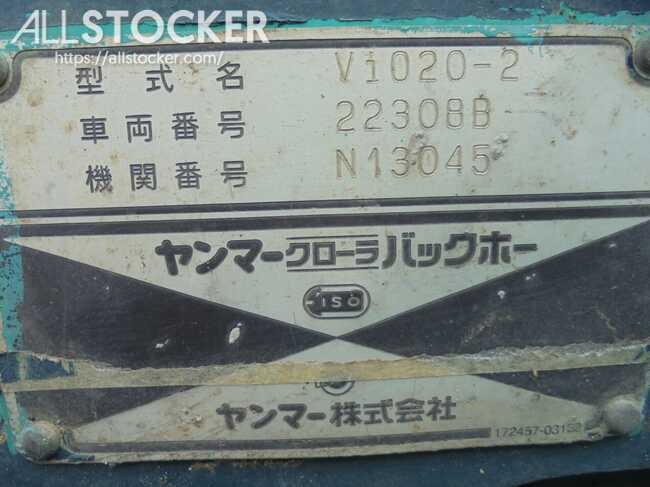 ALLSTOCKER
https://allstocker.com/
型式名 Vi020-2
車両番号 22308B
機関番号 N13045
ヤンマークローラバックホー
ISO
ヤンマー株式会社